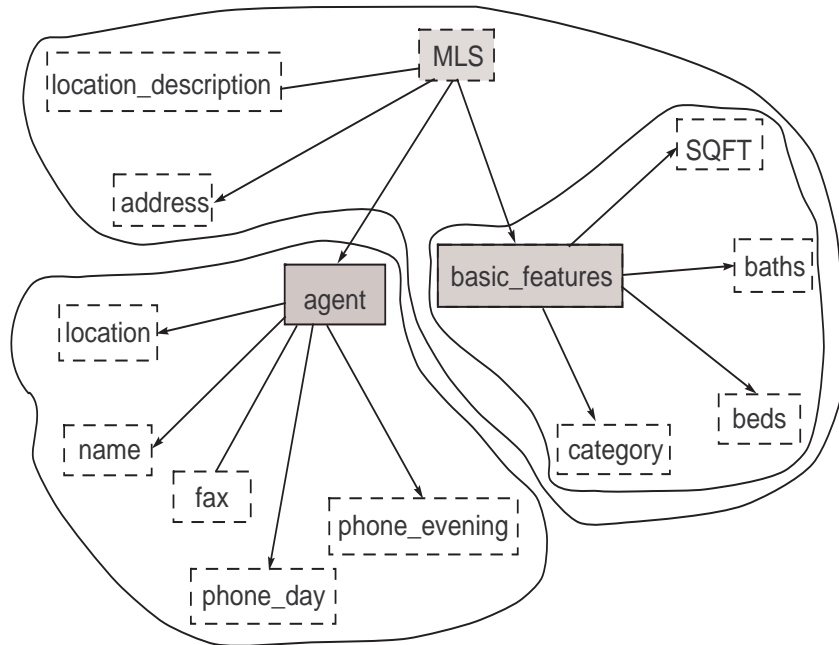 MLS
location_description
SQFT
address
basic_features
baths
agent
location
beds
name
category
fax
phone_evening
phone_day